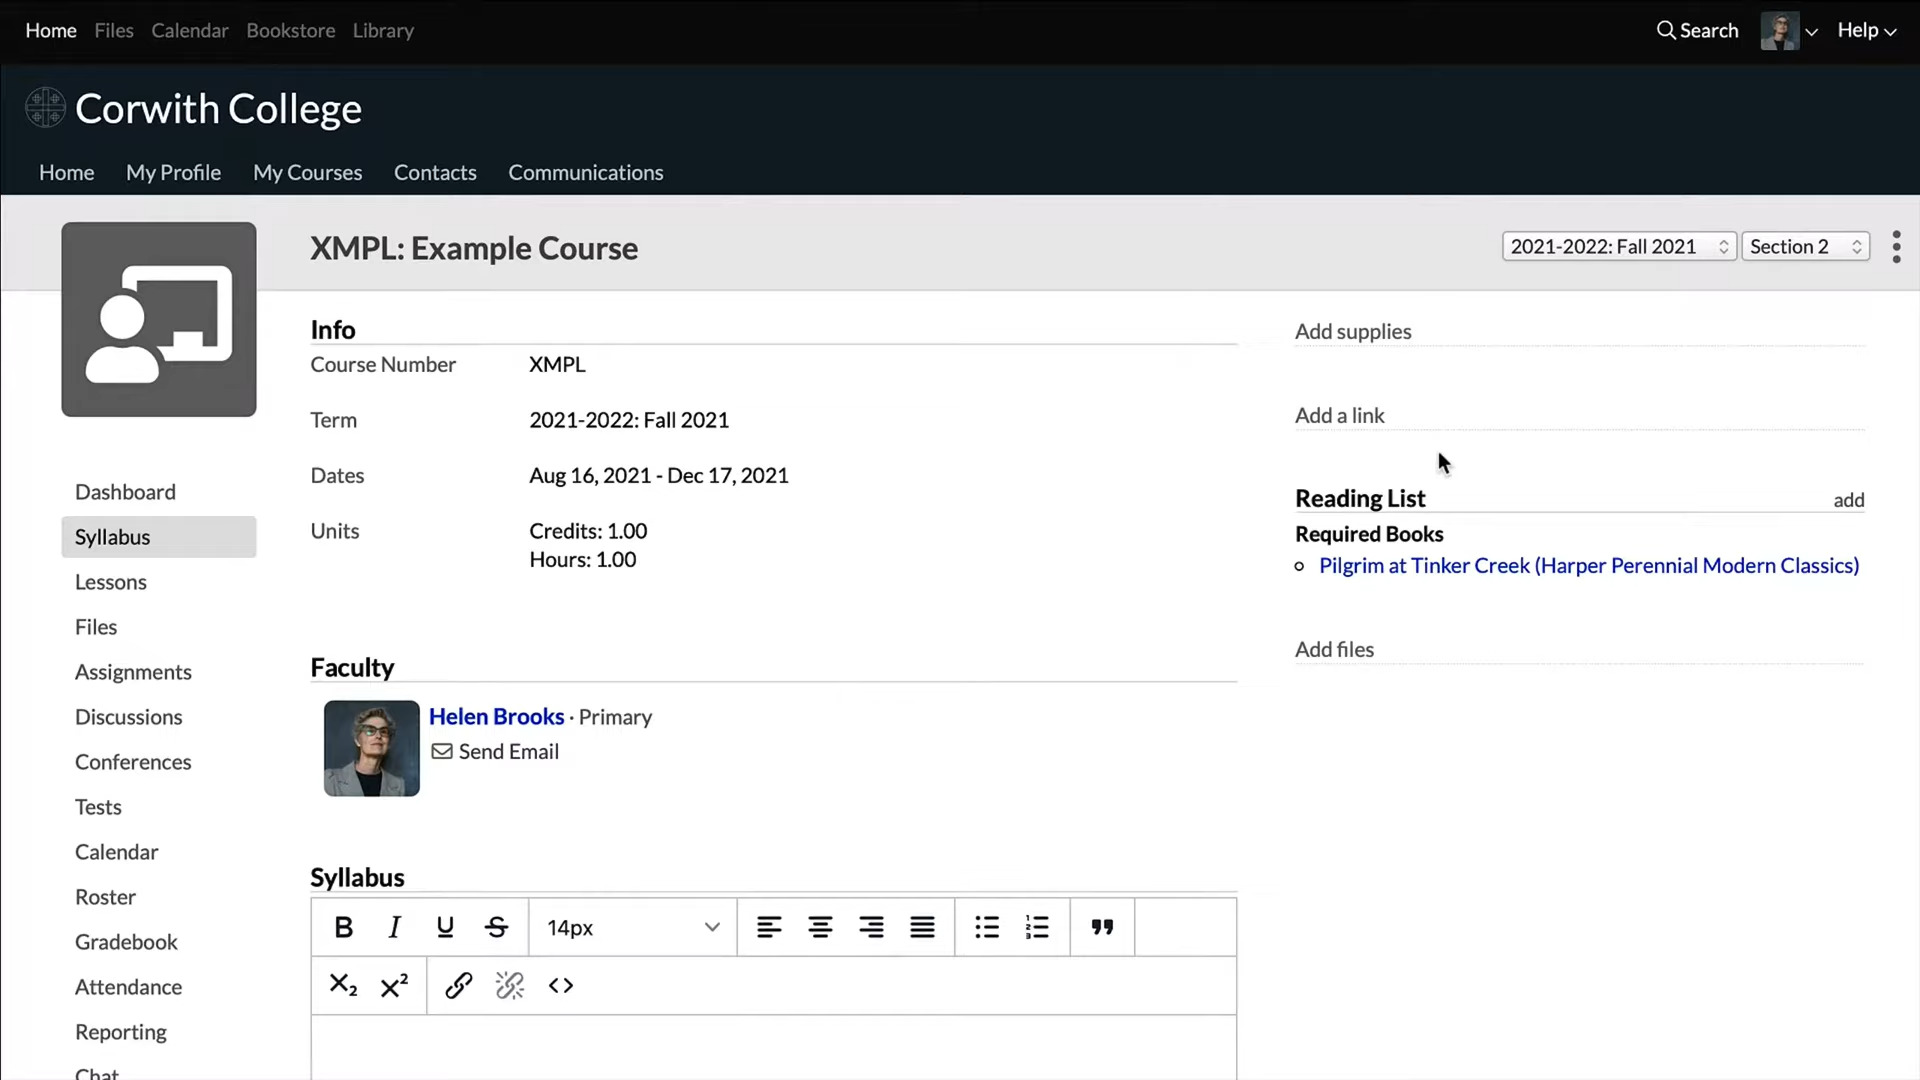 Home Files Calendar Bookstore Library Search Help
Corwith College
Home My Profile My Courses Contacts Communications
XMPL: Example Course 2021-2022: Fall 2021 Section 2
Info
Course Number XMPL
Term 2021-2022: Fall 2021
Dates Aug 16, 2021 - Dec 17, 2021
Units Credits: 1.00
Hours: 1.00
Faculty
Helen Brooks · Primary
Send Email
Syllabus
B I U S 14px
X₂ X²
Add supplies
Add a link
Reading List add
Required Books
Pilgrim at Tinker Creek (Harper Perennial Modern Classics)
Add files
Dashboard
Syllabus
Lessons
Files
Assignments
Discussions
Conferences
Tests
Calendar
Roster
Gradebook
Attendance
Reporting
Chat